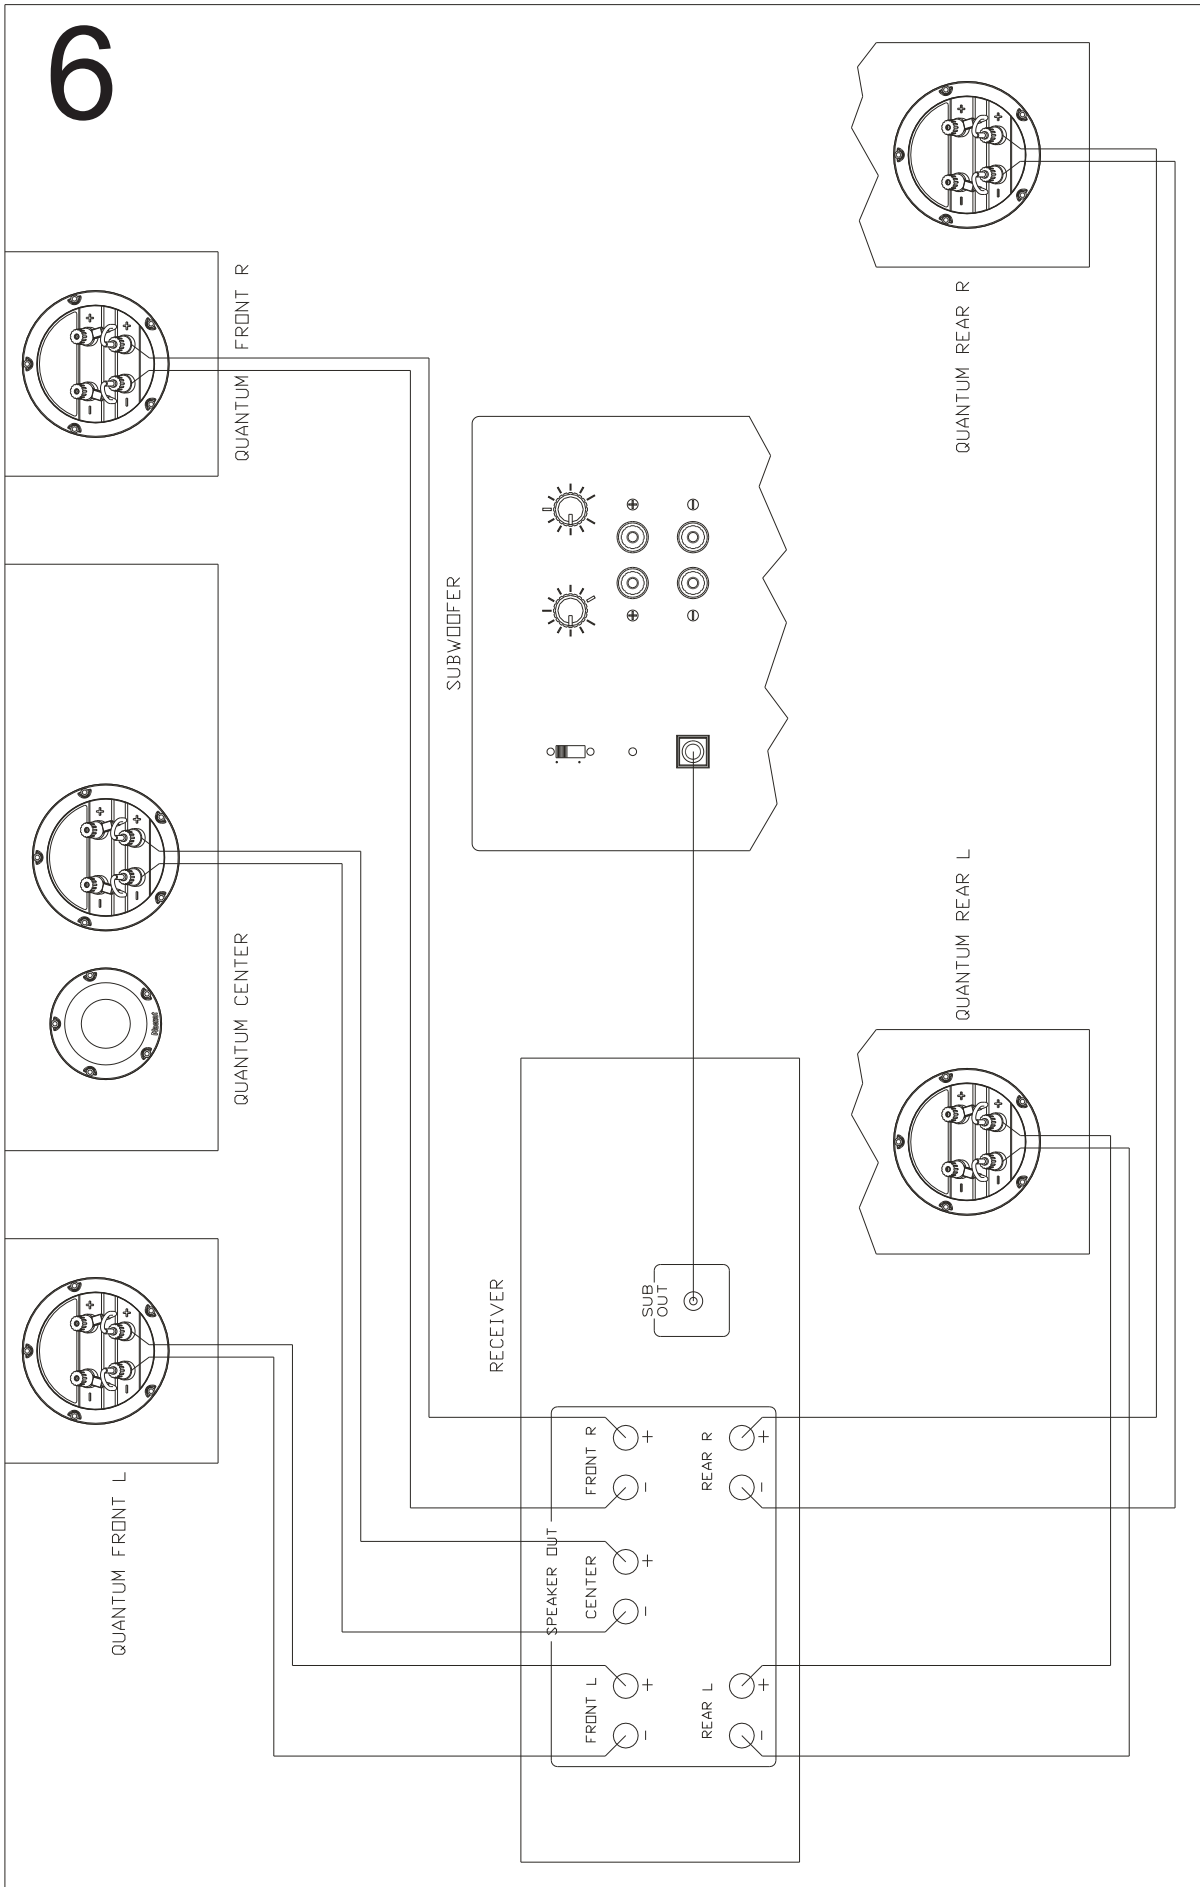 6
QUANTUM FRONT R
QUANTUM REAR R
SUBWOOFER
QUANTUM CENTER
QUANTUM REAR L
RECEIVER
SUB
OUT
QUANTUM FRONT L
SPEAKER OUT
FRONT R
+
-
REAR R
+
-
CENTER
+
-
FRONT L
+
-
REAR L
+
-